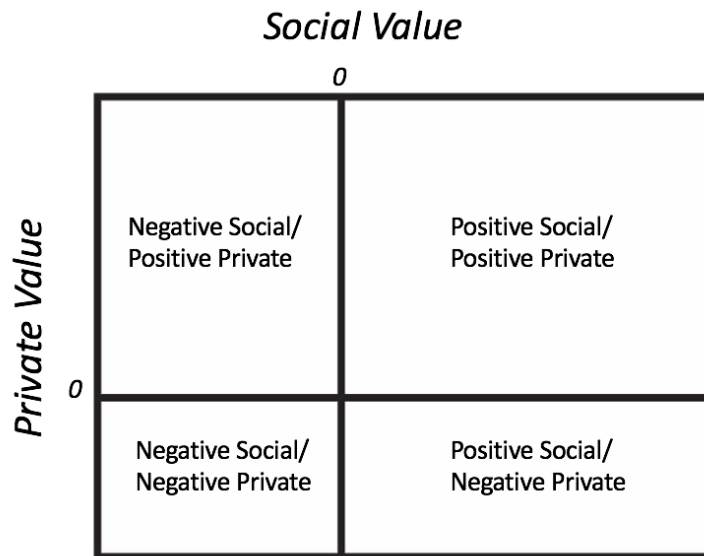 Social Value
0
Negative Social/
Positive Private
Positive Social/
Positive Private
Private Value
0
Negative Social/
Negative Private
Positive Social/
Negative Private